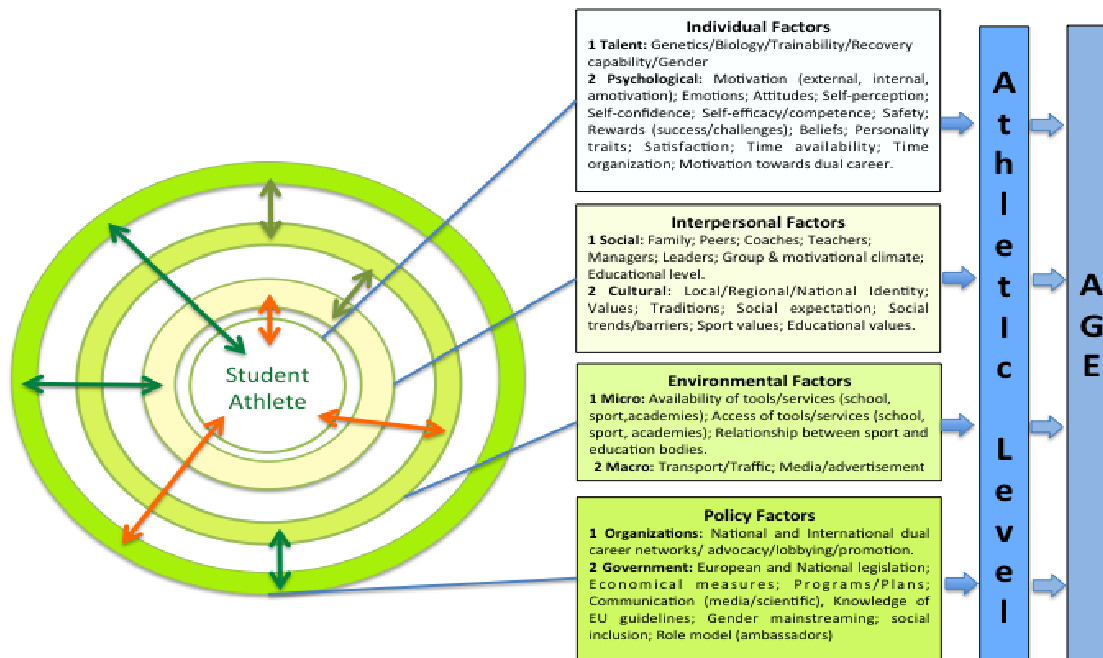 Student
Athlete
Individual Factors
1 Talent: Genetics/Biology/Trainability/Recovery
capability/Gender
2 Psychological: Motivation (external, internal,
amotivation); Emotions; Attitudes; Self-perception;
Self-confidence; Self-efficacy/competence; Safety;
Rewards (success/challenges); Beliefs; Personality
traits; Satisfaction; Time availability; Time
organization; Motivation towards dual career.
Interpersonal Factors
1 Social: Family; Peers; Coaches; Teachers;
Managers; Leaders; Group & motivational climate;
Educational level.
2 Cultural: Local/Regional/National Identity;
Values; Traditions; Social expectation; Social
trends/barriers; Sport values; Educational values.
Environmental Factors
1 Micro: Availability of tools/services (school,
sport,academies); Access of tools/services (school,
sport, academies); Relationship between sport and
education bodies.
2 Macro: Transport/Traffic; Media/advertisement
Policy Factors
1 Organizations: National and International dual
career networks/ advocacy/lobbying/promotion.
2 Government: European and National legislation;
Economical measures; Programs/Plans;
Communication (media/scientific), Knowledge of
EU guidelines; Gender mainstreaming; social
inclusion; Role model (ambassadors)
Athletic Level
AGE